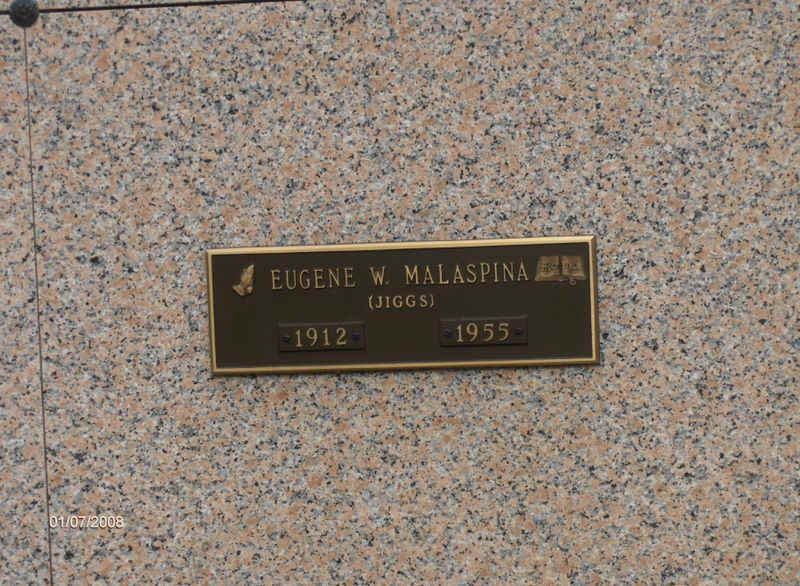 EUGENE W. MALASPINA
(JIGGS)
1912 1955
01/07/2008